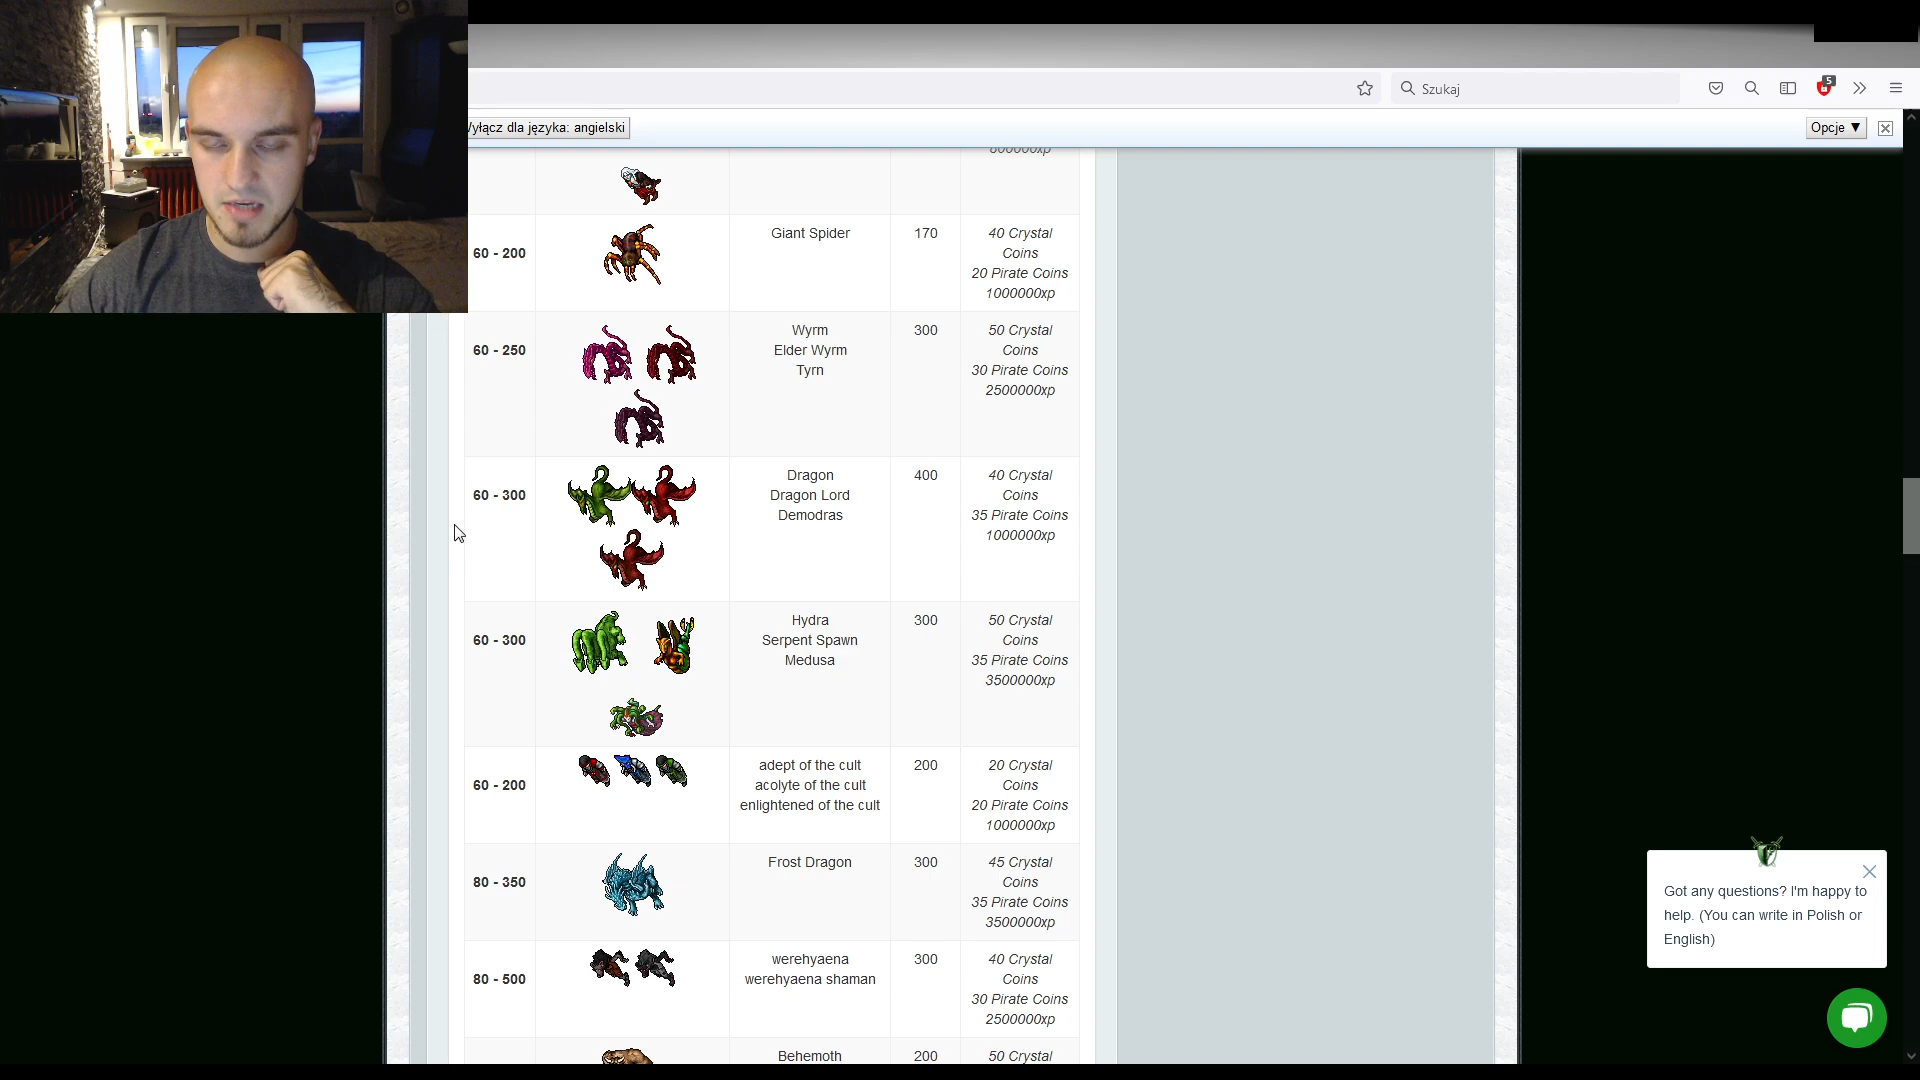 Szukaj
5
Wyłącz dla języka: angielski
Opcje ▼
800000xp
60 - 200
Giant Spider
170
40 Crystal
Coins
20 Pirate Coins
1000000xp
60 - 250
Wyrm
Elder Wyrm
Tyrn
300
50 Crystal
Coins
30 Pirate Coins
2500000xp
60 - 300
Dragon
Dragon Lord
Demodras
400
40 Crystal
Coins
35 Pirate Coins
1000000xp
60 - 300
Hydra
Serpent Spawn
Medusa
300
50 Crystal
Coins
35 Pirate Coins
3500000xp
60 - 200
adept of the cult
acolyte of the cult
enlightened of the cult
200
20 Crystal
Coins
20 Pirate Coins
1000000xp
80 - 350
Frost Dragon
300
45 Crystal
Coins
35 Pirate Coins
3500000xp
80 - 500
werehyaena
werehyaena shaman
300
40 Crystal
Coins
30 Pirate Coins
2500000xp
Behemoth
200
50 Crystal
Got any questions? I'm happy to
help. (You can write in Polish or
English)